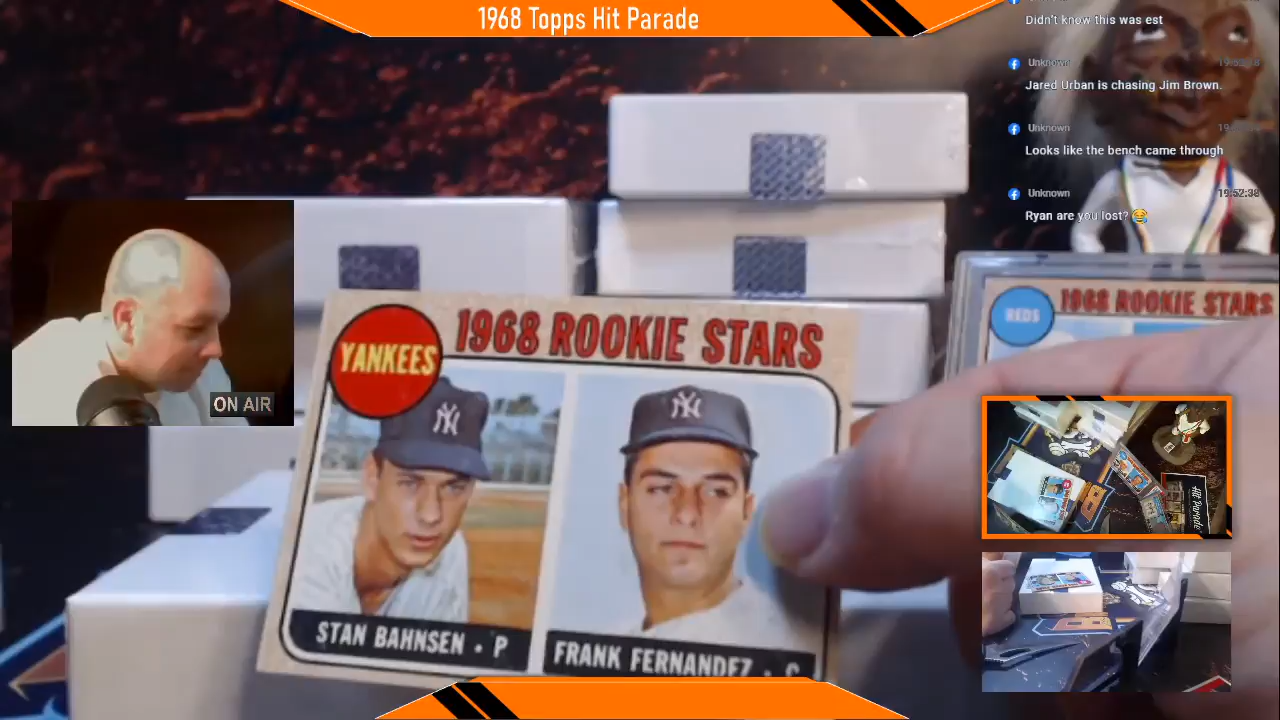 1968 Topps Hit Parade
Didn't know this was est
Unknown
Jared Urban is chasing Jim Brown.
Unknown
Looks like the bench came through
Unknown 19:52:38
Ryan are you lost? 😂
ON AIR
YANKEES
1968 ROOKIE STARS
STAN BAHNSEN • P
FRANK FERNANDEZ • C
REDS
1968 ROOKIE STARS
Hit Parade